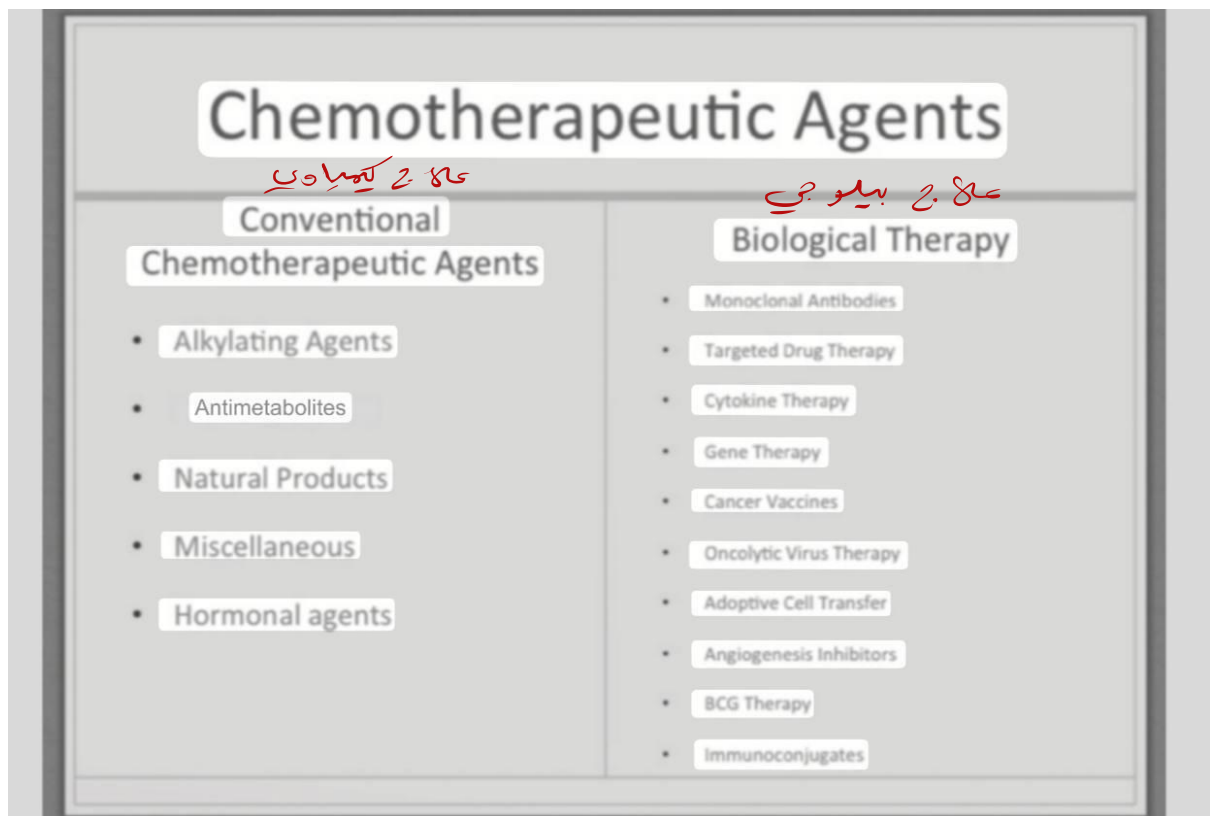 Chemotherapeutic Agents
علاج كيمياوي
Conventional
Chemotherapeutic Agents
• Alkylating Agents
• Antimetabolites
• Natural Products
• Miscellaneous
• Hormonal agents
علاج بيلوجي
Biological Therapy
• Monoclonal Antibodies
• Targeted Drug Therapy
• Cytokine Therapy
• Gene Therapy
• Cancer Vaccines
• Oncolytic Virus Therapy
• Adoptive Cell Transfer
• Angiogenesis Inhibitors
• BCG Therapy
• Immunoconjugates